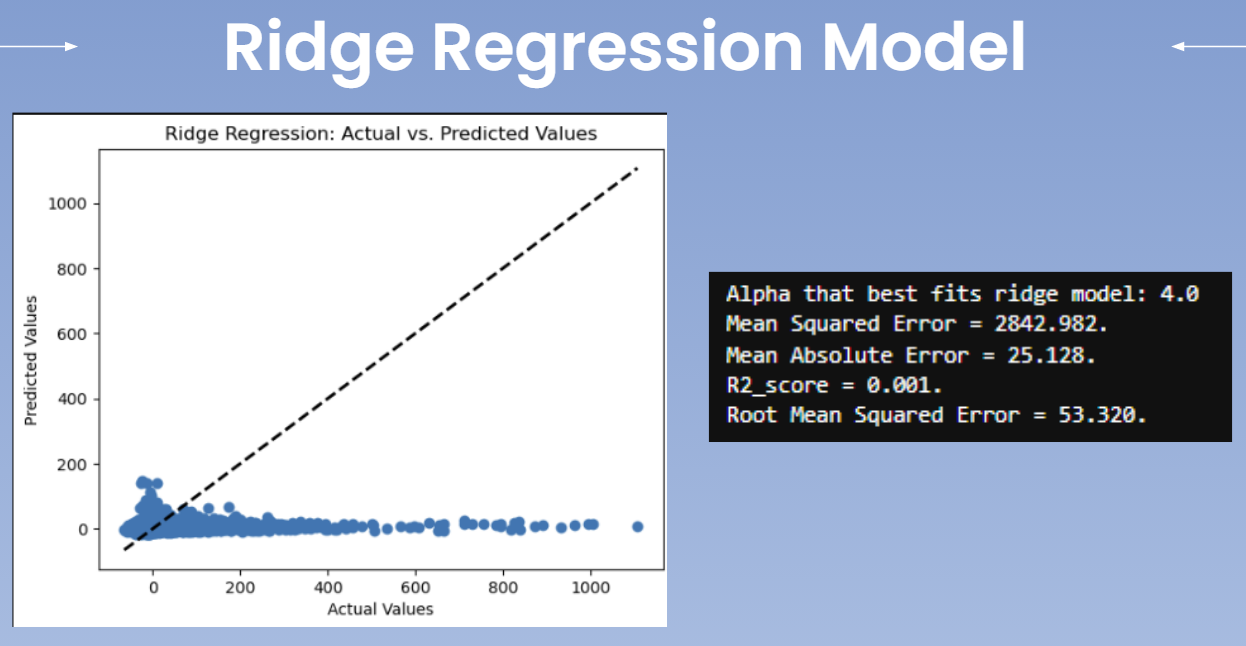 Ridge Regression Model
Ridge Regression: Actual vs. Predicted Values
Predicted Values
1000
800
600
400
200
0
0 200 400 600 800 1000
Actual Values
Alpha that best fits ridge model: 4.0
Mean Squared Error = 2842.982.
Mean Absolute Error = 25.128.
R2_score = 0.001.
Root Mean Squared Error = 53.320.